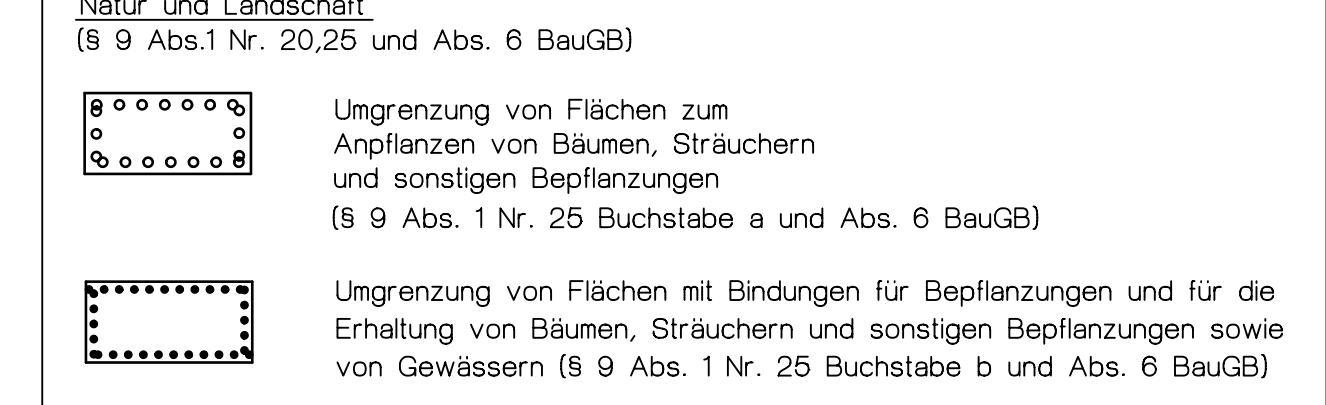 Natur und Landschaft
(§ 9 Abs.1 Nr. 20,25 und Abs. 6 BauGB)
Umgrenzung von Flächen zum
Anpflanzen von Bäumen, Sträuchern
und sonstigen Bepflanzungen
(§ 9 Abs. 1 Nr. 25 Buchstabe a und Abs. 6 BauGB)
Umgrenzung von Flächen mit Bindungen für Bepflanzungen und für die
Erhaltung von Bäumen, Sträuchern und sonstigen Bepflanzungen sowie
von Gewässern (§ 9 Abs. 1 Nr. 25 Buchstabe b und Abs. 6 BauGB)